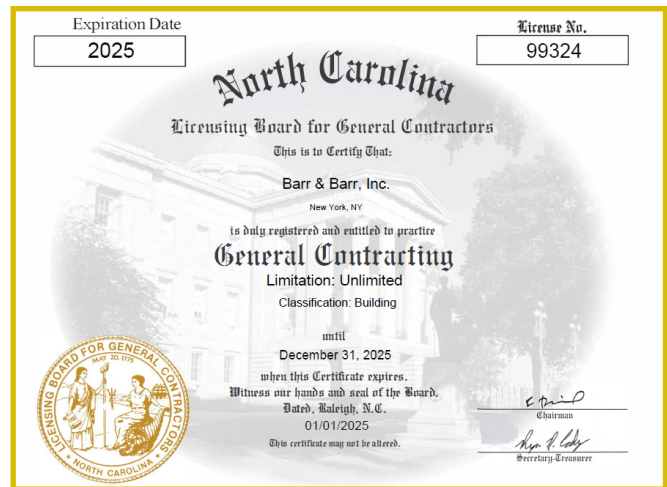 Expiration Date
2025
License No.
99324
North Carolina
Licensing Board for General Contractors
This is to Certify That:
Barr & Barr, Inc.
New York, NY
is duly registered and entitled to practice
General Contracting
Limitation: Unlimited
Classification: Building
until
December 31, 2025
when this Certificate expires.
Witness our hands and seal of the Board.
Dated, Raleigh, N.C.
01/01/2025
This certificate may not be altered.
LICENSING BOARD FOR GENERAL CONTRACTORS
MAY 20, 1775
NORTH CAROLINA
Chairman
Secretary-Treasurer